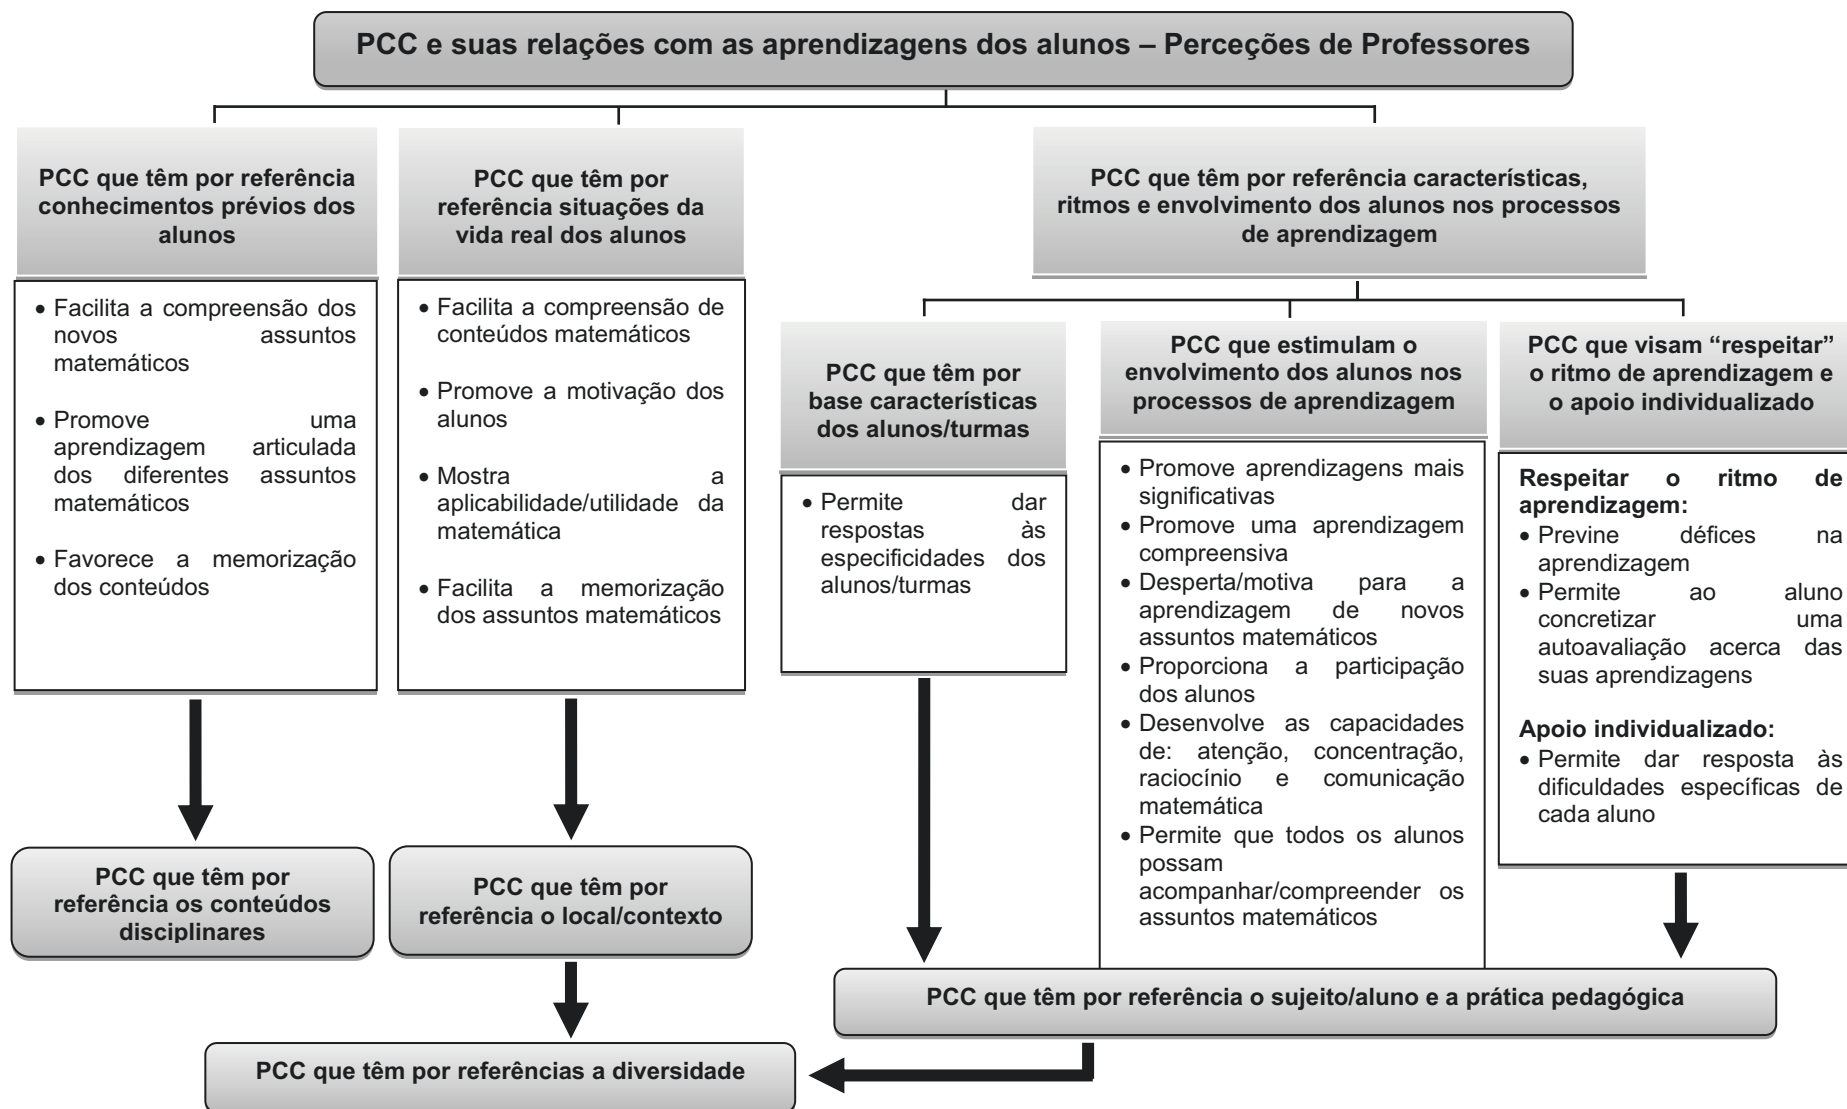 PCC e suas relações com as aprendizagens dos alunos – Perceções de Professores
PCC que têm por referência
conhecimentos prévios dos
alunos
• Facilita a compreensão dos
novos assuntos
matemáticos
• Promove uma
aprendizagem articulada
dos diferentes assuntos
matemáticos
• Favorece a memorização
dos conteúdos
PCC que têm por
referência os conteúdos
disciplinares
PCC que têm por
referência situações da
vida real dos alunos
• Facilita a compreensão de
conteúdos matemáticos
• Promove a motivação dos
alunos
• Mostra a
aplicabilidade/utilidade da
matemática
• Facilita a memorização
dos assuntos matemáticos
PCC que têm por
referência o local/contexto
PCC que têm por referência características,
ritmos e envolvimento dos alunos nos processos
de aprendizagem
PCC que têm por
base características
dos alunos/turmas
• Permite dar
respostas às
especificidades dos
alunos/turmas
PCC que estimulam o
envolvimento dos alunos nos
processos de aprendizagem
• Promove aprendizagens mais
significativas
• Promove uma aprendizagem
compreensiva
• Desperta/motiva para a
aprendizagem de novos
assuntos matemáticos
• Proporciona a participação
dos alunos
• Desenvolve as capacidades
de: atenção, concentração,
raciocínio e comunicação
matemática
• Permite que todos os alunos
possam
acompanhar/compreender os
assuntos matemáticos
PCC que visam “respeitar”
o ritmo de aprendizagem e
o apoio individualizado
Respeitar o ritmo de
aprendizagem:
• Previne défices na
aprendizagem
• Permite ao aluno
concretizar uma
autoavaliação acerca das
suas aprendizagens
Apoio individualizado:
• Permite dar resposta às
dificuldades específicas de
cada aluno
PCC que têm por referência o sujeito/aluno e a prática pedagógica
PCC que têm por referências a diversidade